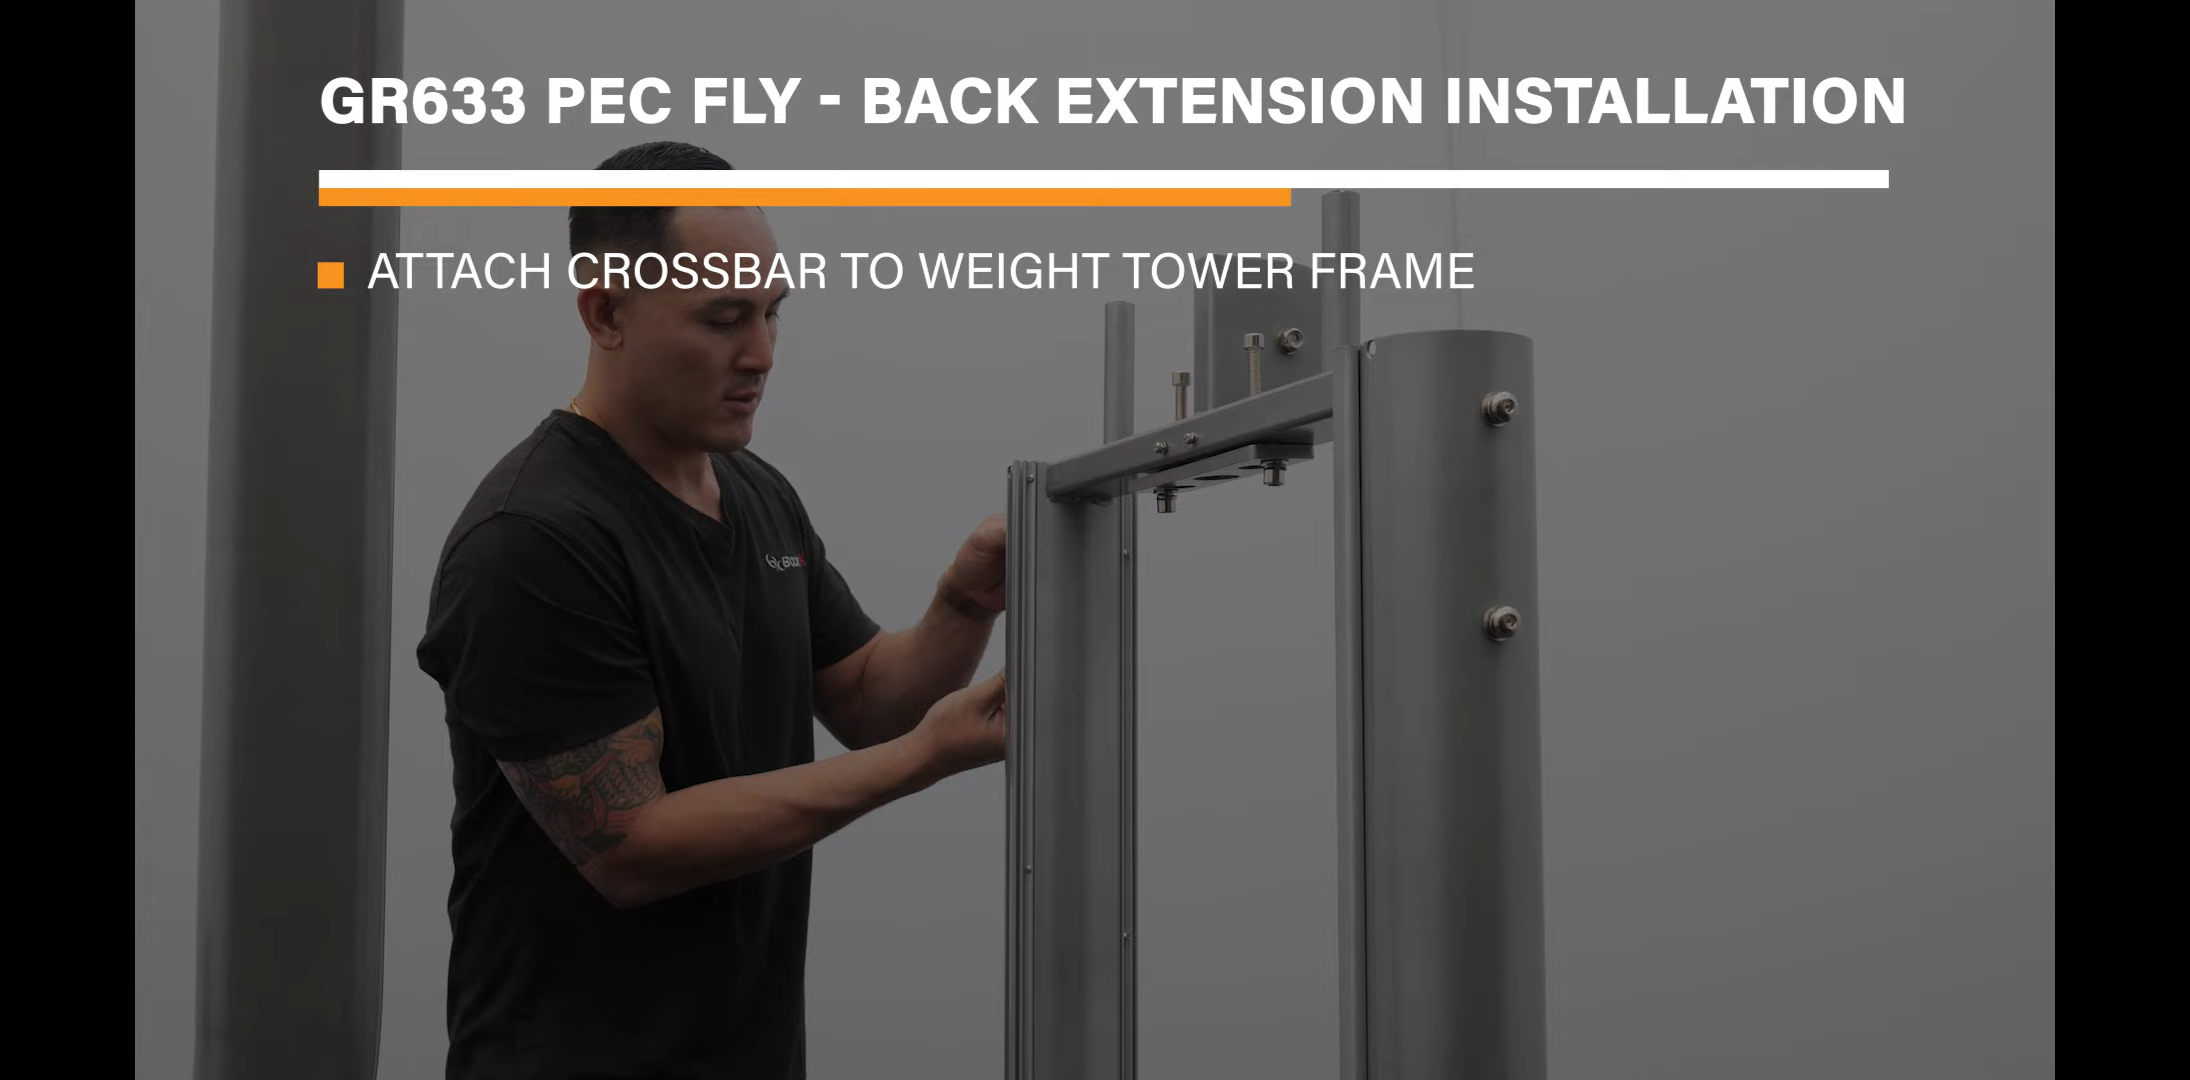 GR633 PEC FLY - BACK EXTENSION INSTALLATION
ATTACH CROSSBAR TO WEIGHT TOWER FRAME